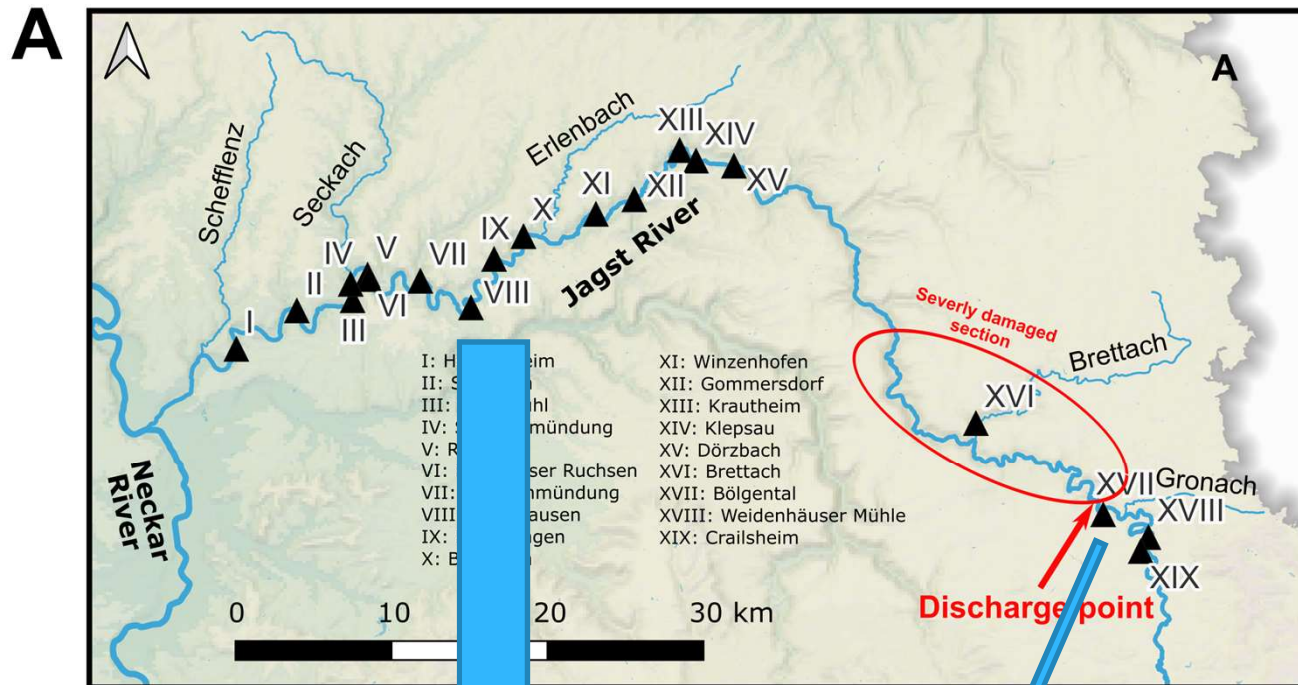 A
A
Schefflenz
Seckach
Erlenbach
XIII
XIV
XV
XI
XII
IX
X
Jagst River
IV
V
VII
VIII
II
VI
III
I
Severly damaged
section
Brettach
XVI
XVII
Gronach
XVIII
XIX
Discharge point
Neckar
River
I: H eim
II: S n
III: uhl
IV: S mündung
V: R
VI: ser Ruchsen
VII: nmündung
VIII ausen
IX: gen
X: B n
XI: Winzenhofen
XII: Gommersdorf
XIII: Krautheim
XIV: Klepsau
XV: Dörzbach
XVI: Brettach
XVII: Bölgental
XVIII: Weidenhäuser Mühle
XIX: Crailsheim
0 10 20 30 km